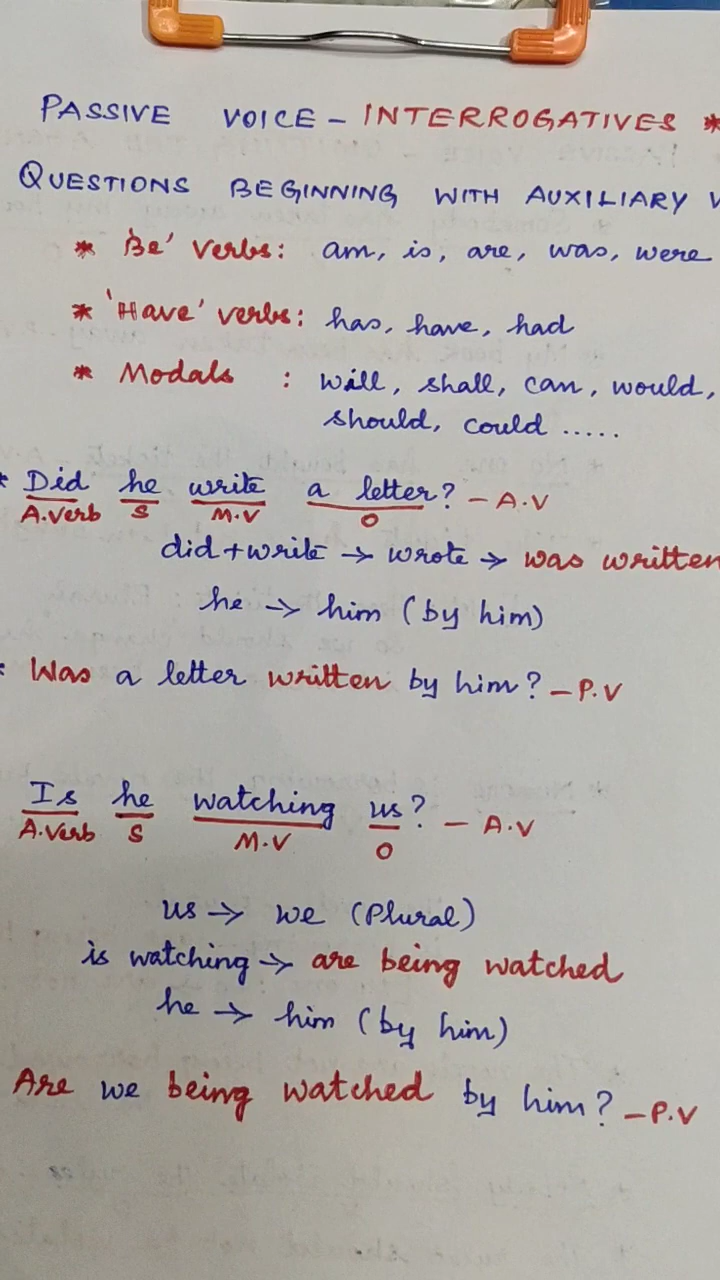 PASSIVE VOICE – INTERROGATIVES *
QUESTIONS BEGINNING WITH AUXILIARY V
* 'Be' verbs: am, is, are, was, were
* 'Have' verbs: has, have, had
* Modals : will, shall, can, would,
should, could .....
* Did he write a letter? – A.V
A.Verb S M.V O
did+write → wrote → was written
he → him (by him)
* Was a letter written by him? – P.V
Is he watching us? – A.V
A.Verb S M.V O
us → we (Plural)
is watching → are being watched
he → him (by him)
Are we being watched by him? – P.V